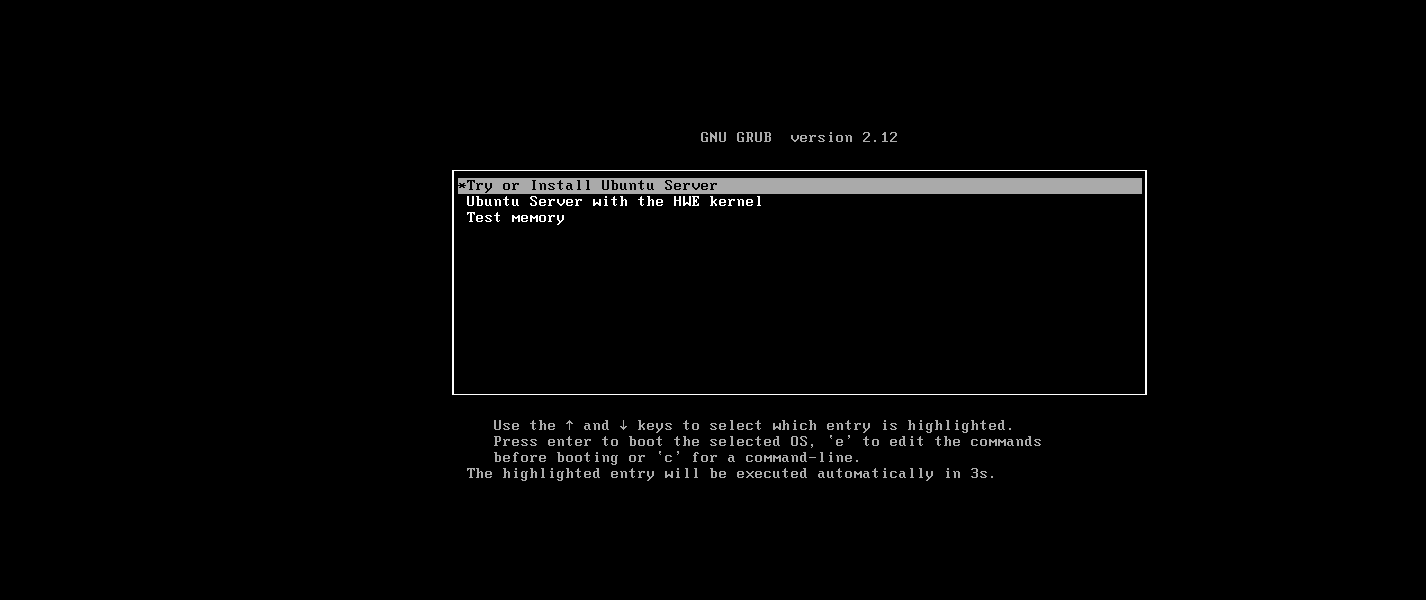 GNU GRUB  version 2.12
*Try or Install Ubuntu Server
Ubuntu Server with the HWE kernel
Test memory
Use the ↑ and ↓ keys to select which entry is highlighted.
Press enter to boot the selected OS, `e' to edit the commands
before booting or `c' for a command-line.
The highlighted entry will be executed automatically in 3s.